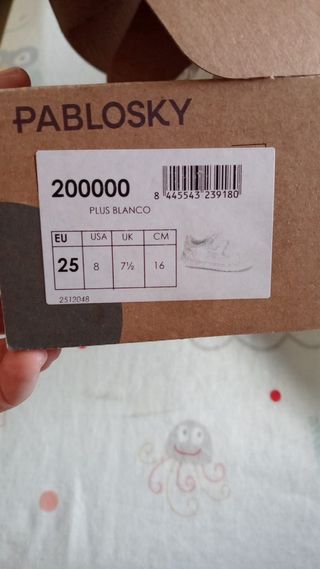 PABLOSKY
200000
PLUS BLANCO
8 445543 239180
EU USA UK CM
25 8 7½ 16
2512048